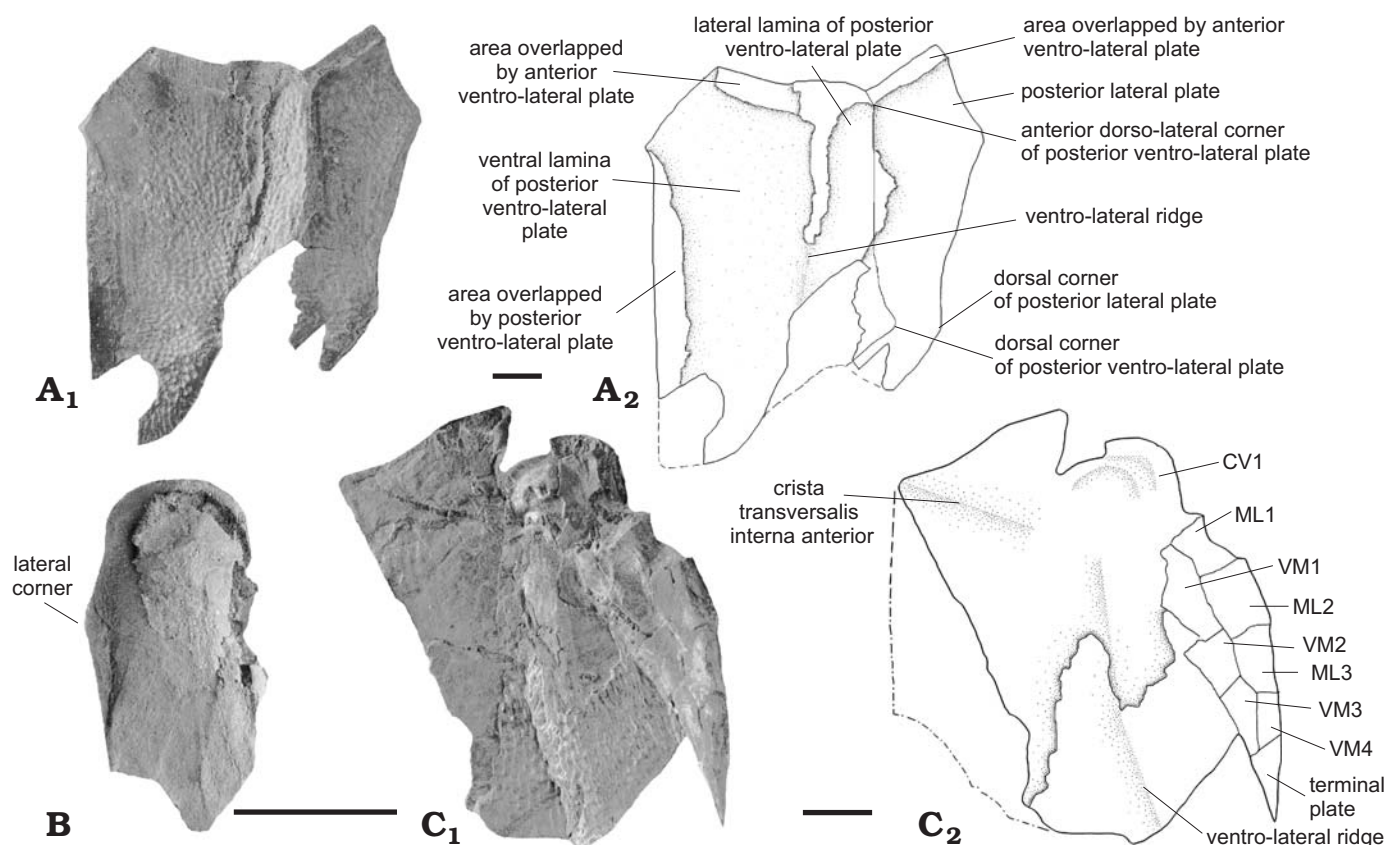 area overlapped
by anterior
ventro-lateral plate
lateral lamina of posterior
ventro-lateral plate
area overlapped by anterior
ventro-lateral plate
posterior lateral plate
anterior dorso-lateral corner
of posterior ventro-lateral plate
ventral lamina
of posterior
ventro-lateral
plate
ventro-lateral ridge
area overlapped
by posterior
ventro-lateral plate
dorsal corner
of posterior lateral plate
dorsal corner
of posterior ventro-lateral plate
A1
A2
lateral
corner
B
C1
crista
transversalis
interna anterior
CV1
ML1
VM1
ML2
VM2
ML3
VM3
VM4
terminal
plate
ventro-lateral ridge
C2